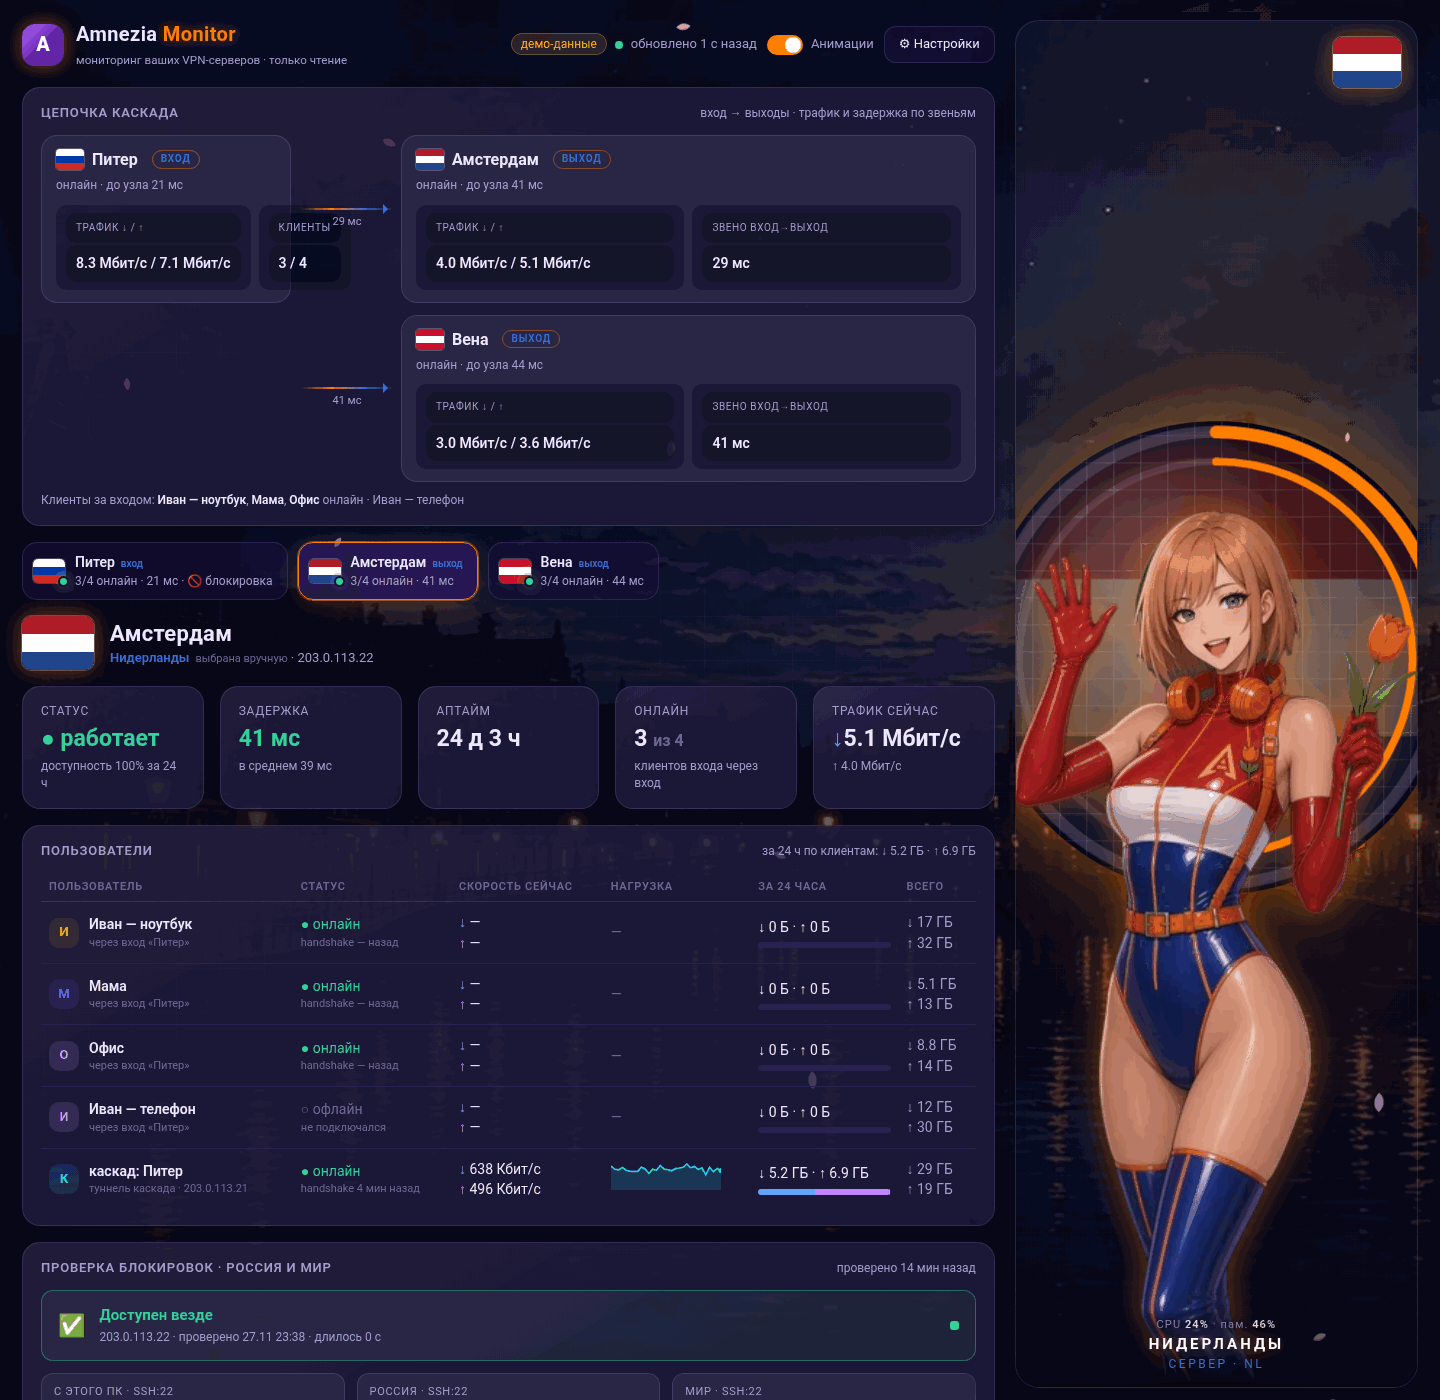 A
Amnezia Monitor
мониторинг ваших VPN-серверов · только чтение
демо-данные
обновлено 1 с назад
Анимации
⚙ Настройки
ЦЕПОЧКА КАСКАДА
вход → выходы · трафик и задержка по звеньям
Питер ВХОД
онлайн · до узла 21 мс
ТРАФИК ↓ / ↑
8.3 Мбит/с / 7.1 Мбит/с
КЛИЕНТЫ
3 / 4
29 мс
Амстердам ВЫХОД
онлайн · до узла 41 мс
ТРАФИК ↓ / ↑
4.0 Мбит/с / 5.1 Мбит/с
ЗВЕНО ВХОД→ВЫХОД
29 мс
41 мс
Вена ВЫХОД
онлайн · до узла 44 мс
ТРАФИК ↓ / ↑
3.0 Мбит/с / 3.6 Мбит/с
ЗВЕНО ВХОД→ВЫХОД
41 мс
Клиенты за входом: Иван — ноутбук, Мама, Офис онлайн · Иван — телефон
Питер вход
3/4 онлайн · 21 мс · 🚫 блокировка
Амстердам выход
3/4 онлайн · 41 мс
Вена выход
3/4 онлайн · 44 мс
Амстердам
Нидерланды выбрана вручную · 203.0.113.22
СТАТУС
● работает
доступность 100% за 24
ч
ЗАДЕРЖКА
41 мс
в среднем 39 мс
АПТАЙМ
24 д 3 ч
ОНЛАЙН
3 из 4
клиентов входа через
вход
ТРАФИК СЕЙЧАС
↓5.1 Мбит/с
↑ 4.0 Мбит/с
ПОЛЬЗОВАТЕЛИ
за 24 ч по клиентам: ↓ 5.2 ГБ · ↑ 6.9 ГБ
ПОЛЬЗОВАТЕЛЬ СТАТУС СКОРОСТЬ СЕЙЧАС НАГРУЗКА ЗА 24 ЧАСА ВСЕГО
И
Иван — ноутбук
через вход «Питер»
● онлайн
handshake — назад
↓ —
↑ —
—
↓ 0 Б · ↑ 0 Б
↓ 17 ГБ
↑ 32 ГБ
М
Мама
через вход «Питер»
● онлайн
handshake — назад
↓ —
↑ —
—
↓ 0 Б · ↑ 0 Б
↓ 5.1 ГБ
↑ 13 ГБ
О
Офис
через вход «Питер»
● онлайн
handshake — назад
↓ —
↑ —
—
↓ 0 Б · ↑ 0 Б
↓ 8.8 ГБ
↑ 14 ГБ
И
Иван — телефон
через вход «Питер»
○ офлайн
не подключался
↓ —
↑ —
—
↓ 0 Б · ↑ 0 Б
↓ 12 ГБ
↑ 30 ГБ
К
каскад: Питер
туннель каскада · 203.0.113.21
● онлайн
handshake 4 мин назад
↓ 638 Кбит/с
↑ 496 Кбит/с
↓ 5.2 ГБ · ↑ 6.9 ГБ
↓ 29 ГБ
↑ 19 ГБ
ПРОВЕРКА БЛОКИРОВОК · РОССИЯ И МИР
проверено 14 мин назад
✅ Доступен везде
203.0.113.22 · проверено 27.11 23:38 · длилось 0 с
С ЭТОГО ПК · SSH:22
РОССИЯ · SSH:22
МИР · SSH:22
CPU 24% · пам. 46%
НИДЕРЛАНДЫ
СЕРВЕР · NL